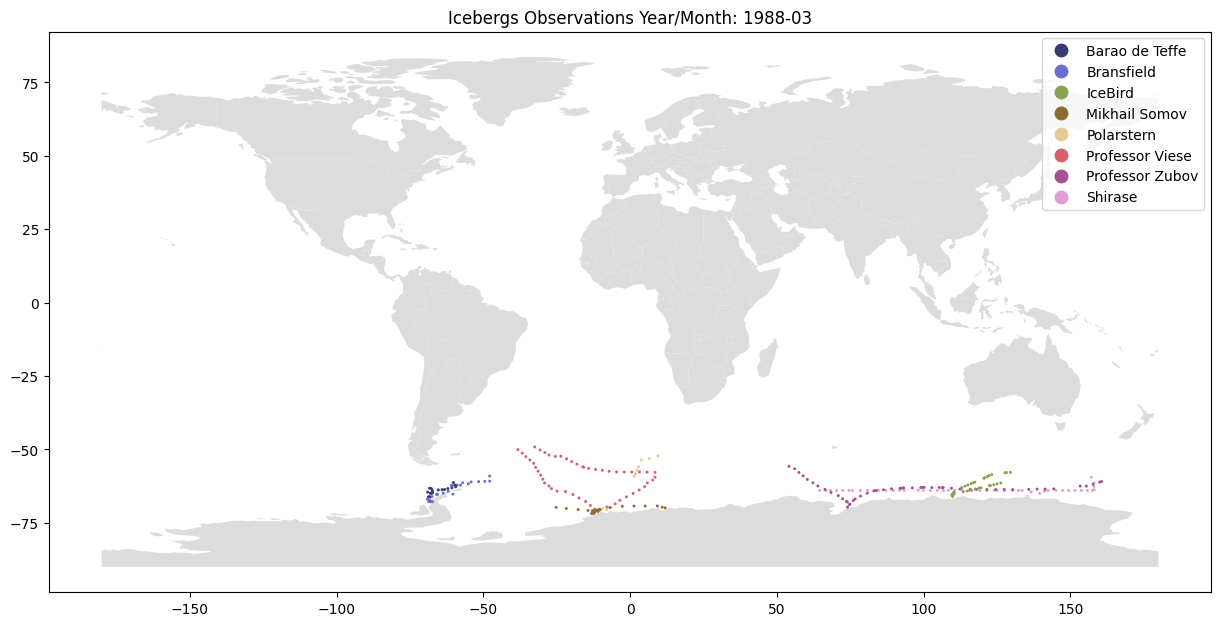 Icebergs Observations Year/Month: 1988-03
Barao de Teffe
Bransfield
IceBird
Mikhail Somov
Polarstern
Professor Viese
Professor Zubov
Shirase
75
50
25
0
−25
−50
−75
−150
−100
−50
0
50
100
150